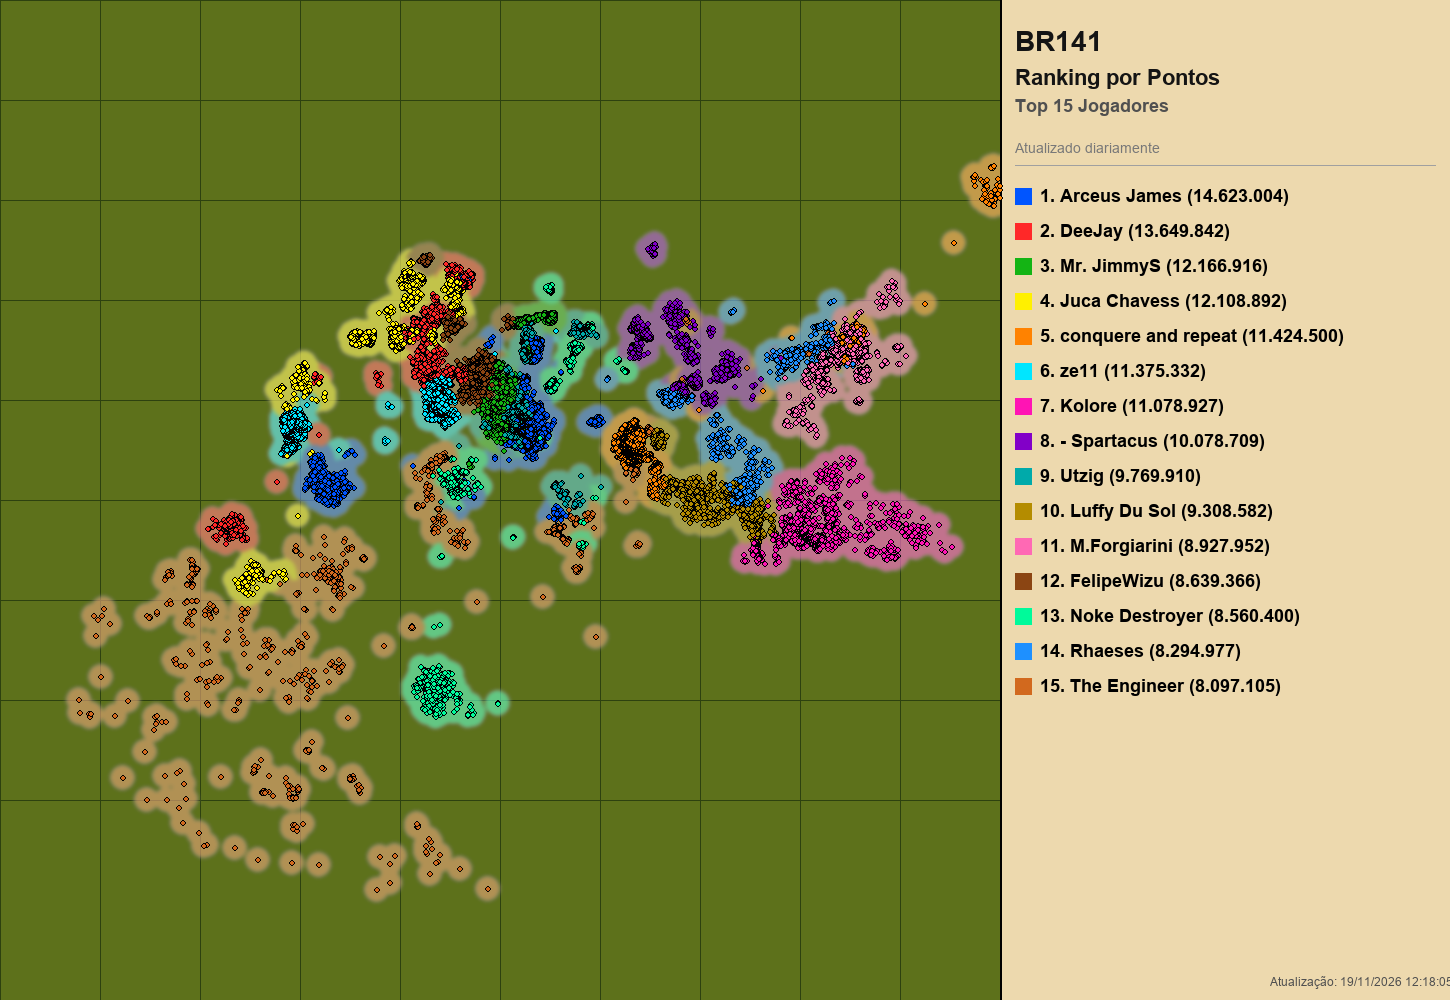 BR141
Ranking por Pontos
Top 15 Jogadores
Atualizado diariamente
1. Arceus James (14.623.004)
2. DeeJay (13.649.842)
3. Mr. JimmyS (12.166.916)
4. Juca Chavess (12.108.892)
5. conquere and repeat (11.424.500)
6. ze11 (11.375.332)
7. Kolore (11.078.927)
8. - Spartacus (10.078.709)
9. Utzig (9.769.910)
10. Luffy Du Sol (9.308.582)
11. M.Forgiarini (8.927.952)
12. FelipeWizu (8.639.366)
13. Noke Destroyer (8.560.400)
14. Rhaeses (8.294.977)
15. The Engineer (8.097.105)
Atualização: 19/11/2026 12:18:05